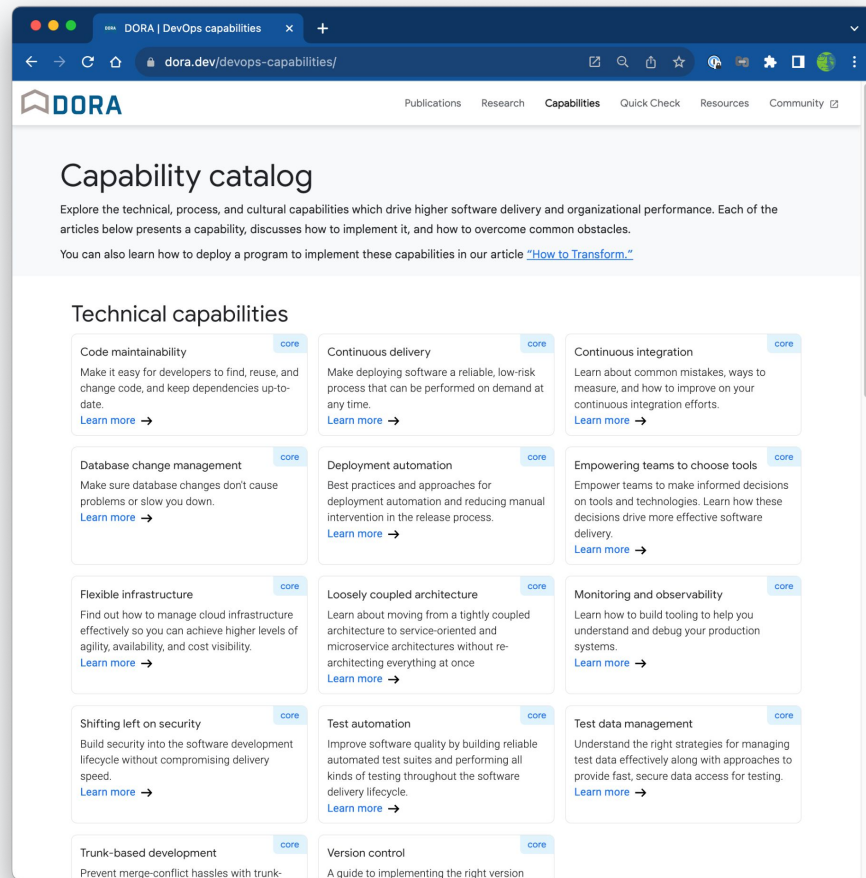 DORA | DevOps capabilities
dora.dev/devops-capabilities/
DORA
Publications Research Capabilities Quick Check Resources Community
Capability catalog
Explore the technical, process, and cultural capabilities which drive higher software delivery and organizational performance. Each of the
articles below presents a capability, discusses how to implement it, and how to overcome common obstacles.
You can also learn how to deploy a program to implement these capabilities in our article "How to Transform."
Technical capabilities
core
Code maintainability
Make it easy for developers to find, reuse, and
change code, and keep dependencies up-to-
date.
Learn more →
core
Continuous delivery
Make deploying software a reliable, low-risk
process that can be performed on demand at
any time.
Learn more →
core
Continuous integration
Learn about common mistakes, ways to
measure, and how to improve on your
continuous integration efforts.
Learn more →
core
Database change management
Make sure database changes don't cause
problems or slow you down.
Learn more →
core
Deployment automation
Best practices and approaches for
deployment automation and reducing manual
intervention in the release process.
Learn more →
core
Empowering teams to choose tools
Empower teams to make informed decisions
on tools and technologies. Learn how these
decisions drive more effective software
delivery.
Learn more →
core
Flexible infrastructure
Find out how to manage cloud infrastructure
effectively so you can achieve higher levels of
agility, availability, and cost visibility.
Learn more →
core
Loosely coupled architecture
Learn about moving from a tightly coupled
architecture to service-oriented and
microservice architectures without re-
architecting everything at once
Learn more →
core
Monitoring and observability
Learn how to build tooling to help you
understand and debug your production
systems.
Learn more →
core
Shifting left on security
Build security into the software development
lifecycle without compromising delivery
speed.
Learn more →
core
Test automation
Improve software quality by building reliable
automated test suites and performing all
kinds of testing throughout the software
delivery lifecycle.
Learn more →
core
Test data management
Understand the right strategies for managing
test data effectively along with approaches to
provide fast, secure data access for testing.
Learn more →
core
Trunk-based development
Prevent merge-conflict hassles with trunk-
core
Version control
A guide to implementing the right version